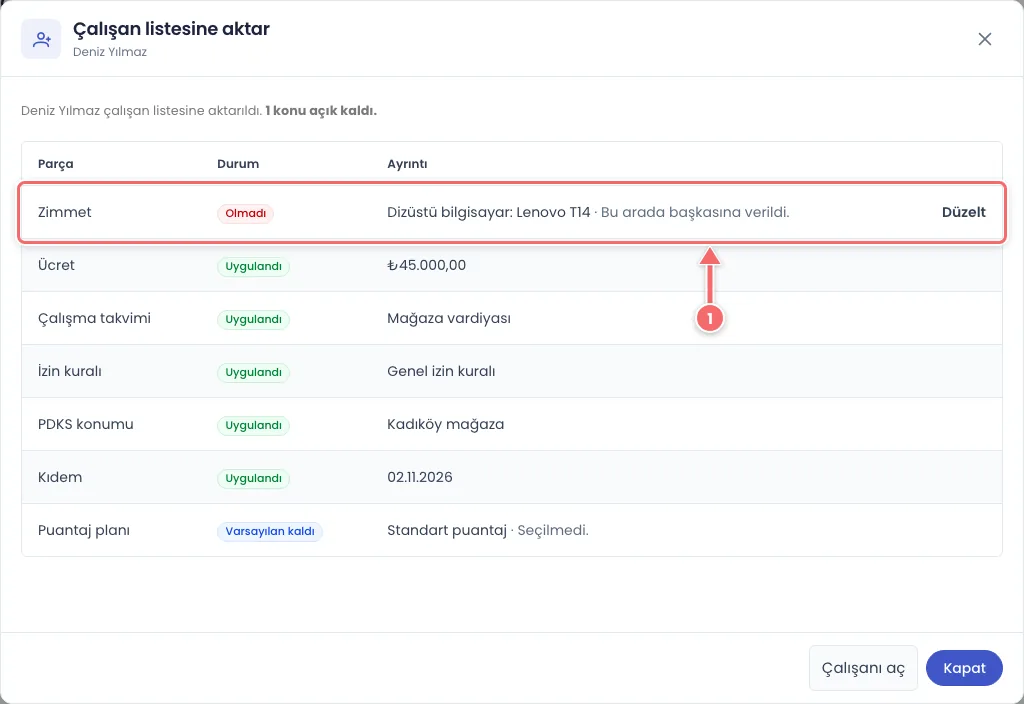 Çalışan listesine aktar
Deniz Yılmaz
Deniz Yılmaz çalışan listesine aktarıldı. 1 konu açık kaldı.
Parça Durum Ayrıntı
Zimmet Olmadı Dizüstü bilgisayar: Lenovo T14 · Bu arada başkasına verildi. Düzelt
Ücret Uygulandı ₺45.000,00
1
Çalışma takvimi Uygulandı Mağaza vardiyası
İzin kuralı Uygulandı Genel izin kuralı
PDKS konumu Uygulandı Kadıköy mağaza
Kıdem Uygulandı 02.11.2026
Puantaj planı Varsayılan kaldı Standart puantaj · Seçilmedi.
Çalışanı aç Kapat